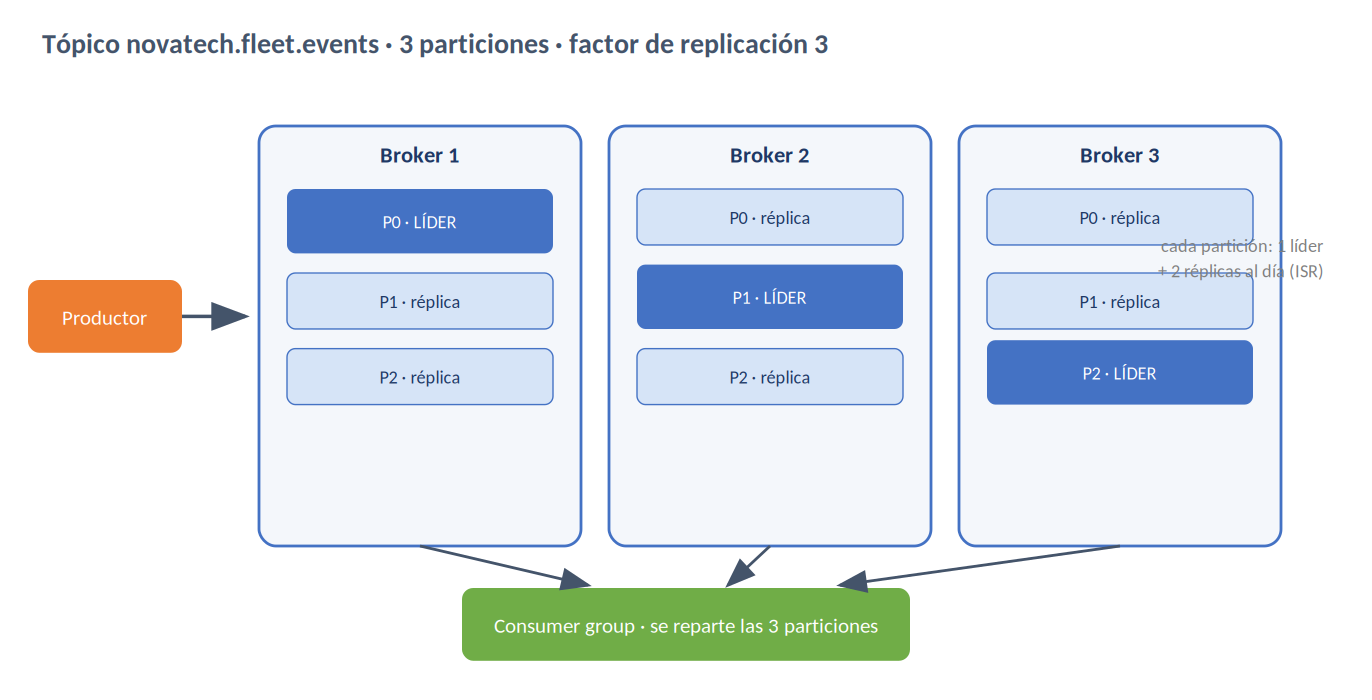 Tópico novatech.fleet.events · 3 particiones · factor de replicación 3
Broker 1
P0 · LÍDER
P1 · réplica
P2 · réplica
Broker 2
P0 · réplica
P1 · LÍDER
P2 · réplica
Broker 3
P0 · réplica
cada partición: 1 líder
+ 2 réplicas al día (ISR)
P1 · réplica
P2 · LÍDER
Productor
Consumer group · se reparte las 3 particiones